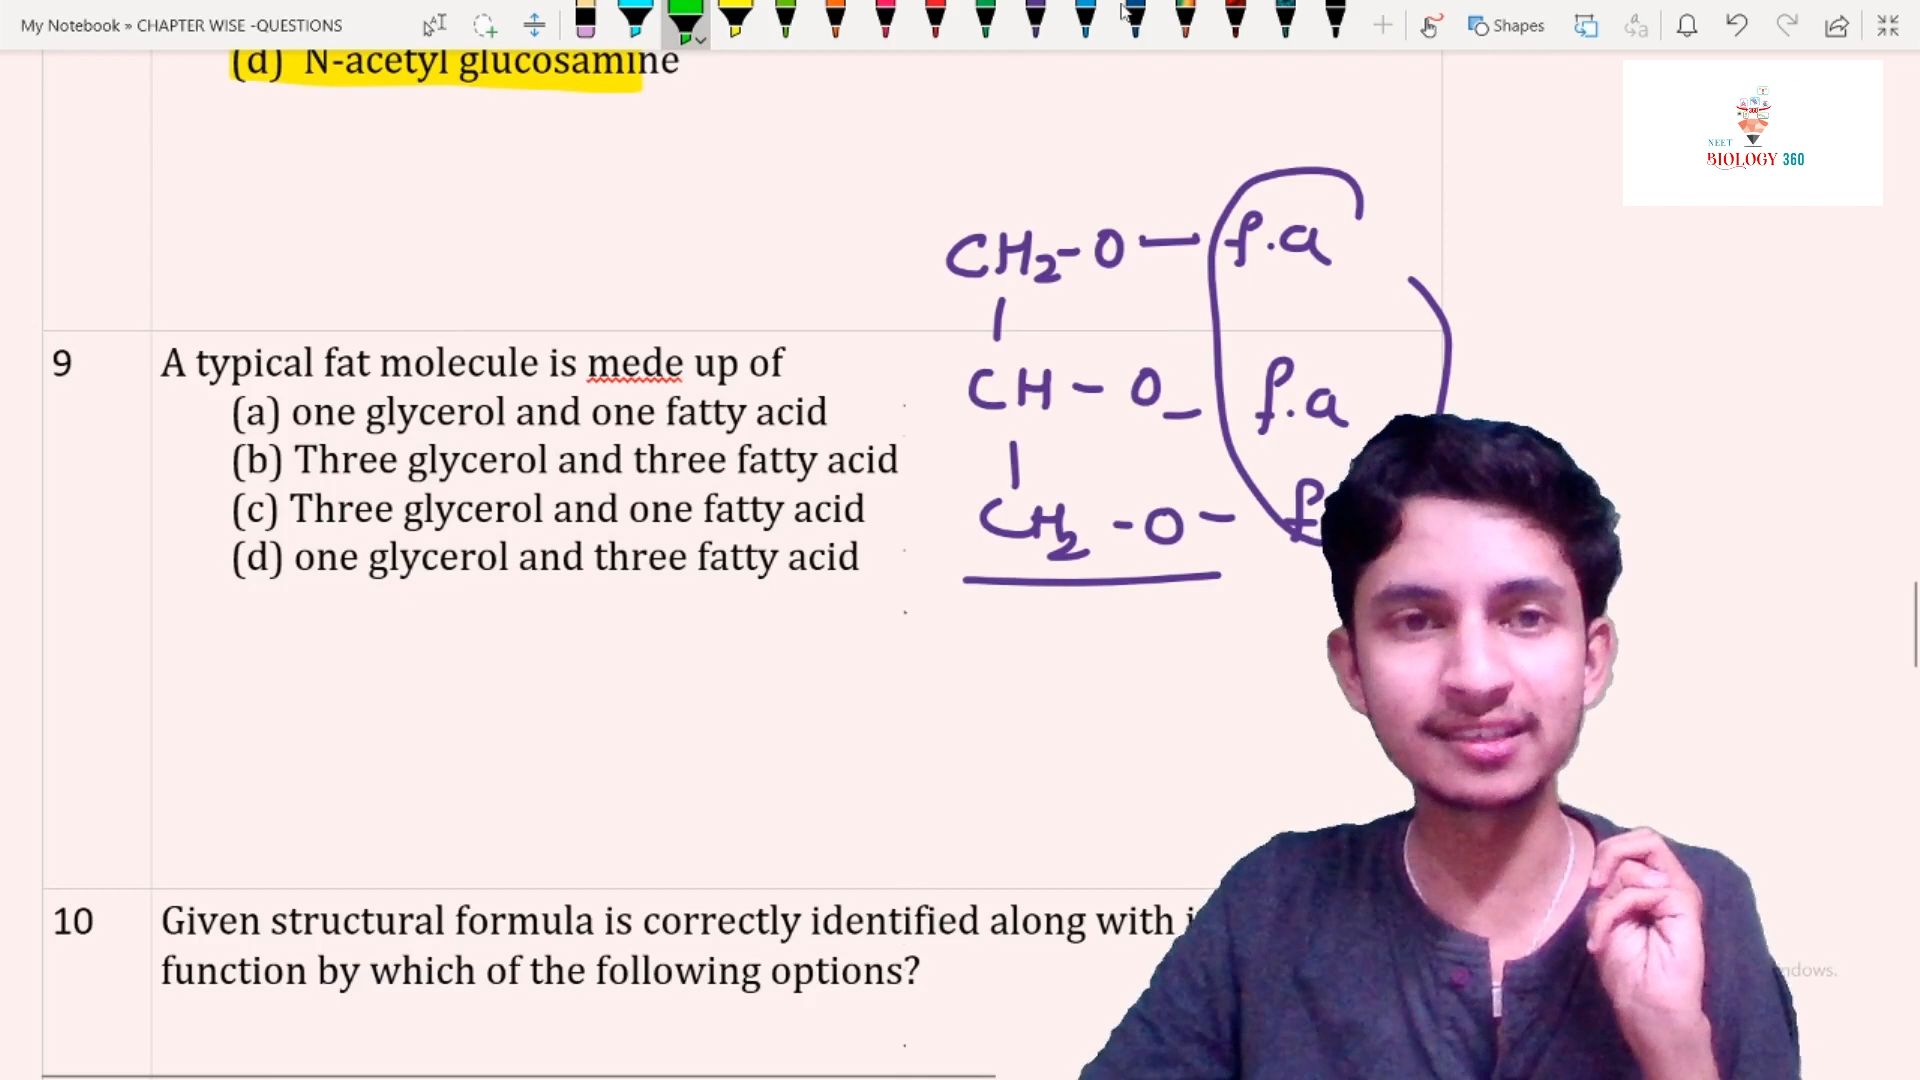 My Notebook » CHAPTER WISE -QUESTIONS
Shapes
(d) N-acetyl glucosamine
NEET
BIOLOGY 360
CH2-O — f.a
CH - O - f.a
CH2 - O - f
9 A typical fat molecule is mede up of
(a) one glycerol and one fatty acid
(b) Three glycerol and three fatty acid
(c) Three glycerol and one fatty acid
(d) one glycerol and three fatty acid
10 Given structural formula is correctly identified along with i
function by which of the following options?
ndows.